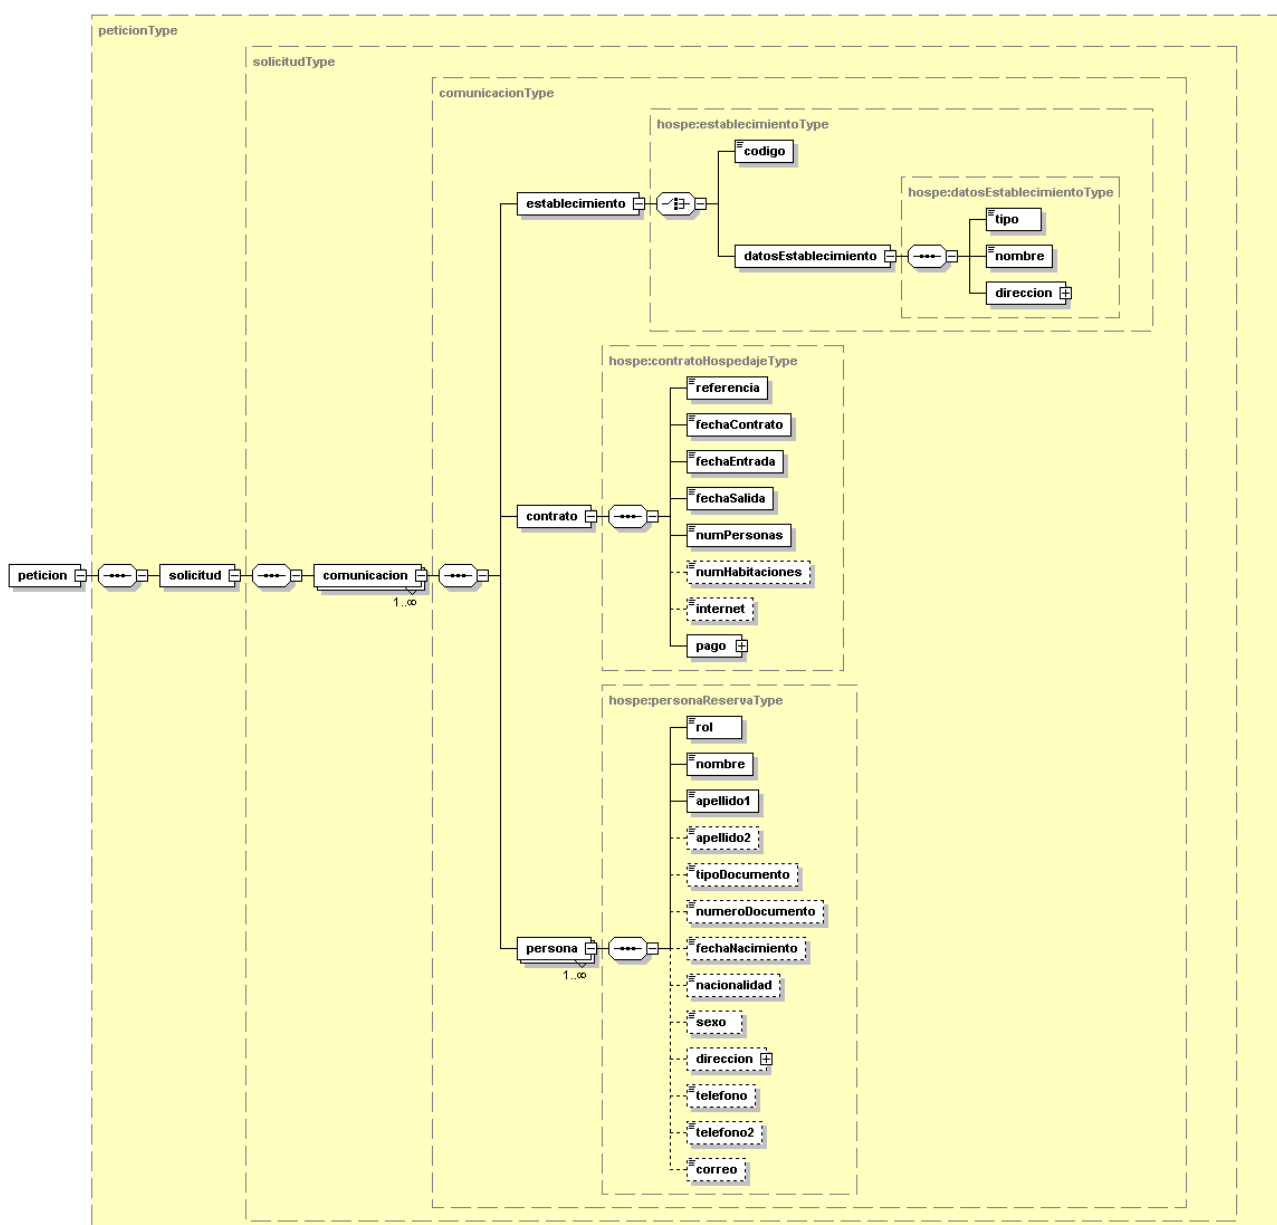 peticionType
solicitudType
comunicacionType
hospe:establecimientoType
codigo
hospe:datosEstablecimientoType
establecimiento
tipo
datosEstablecimiento
nombre
direccion
hospe:contratoHospedajeType
referencia
fechaContrato
fechaEntrada
fechaSalida
contrato
numPersonas
numHabitaciones
internet
pago
peticion
solicitud
comunicacion
1..∞
hospe:personaReservaType
rol
nombre
apellido1
apellido2
tipoDocumento
numeroDocumento
persona
1..∞
fechaNacimiento
nacionalidad
sexo
direccion
telefono
telefono2
correo